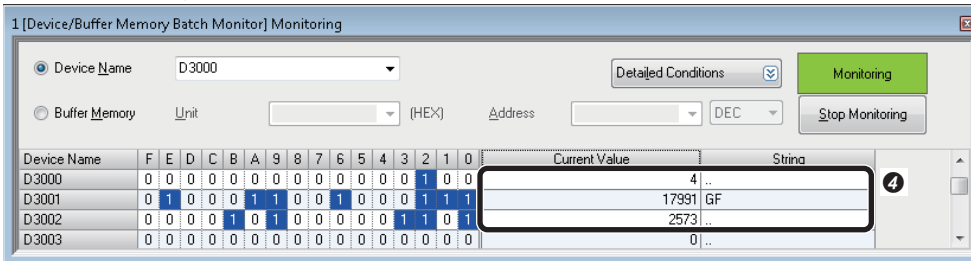 1 [Device/Buffer Memory Batch Monitor] Monitoring
Device Name D3000 Detailed Conditions Monitoring
Buffer Memory Unit (HEX) Address DEC Stop Monitoring
Device Name F E D C B A 9 8 7 6 5 4 3 2 1 0 Current Value String
D3000 0 0 0 0 0 0 0 0 0 0 0 0 0 1 0 0 4 ..
D3001 0 1 0 0 0 1 1 0 0 1 0 0 0 1 1 1 17991 GF
D3002 0 0 0 0 1 0 1 0 0 0 0 0 1 1 0 1 2573 ..
D3003 0 0 0 0 0 0 0 0 0 0 0 0 0 0 0 0 0 ..
4